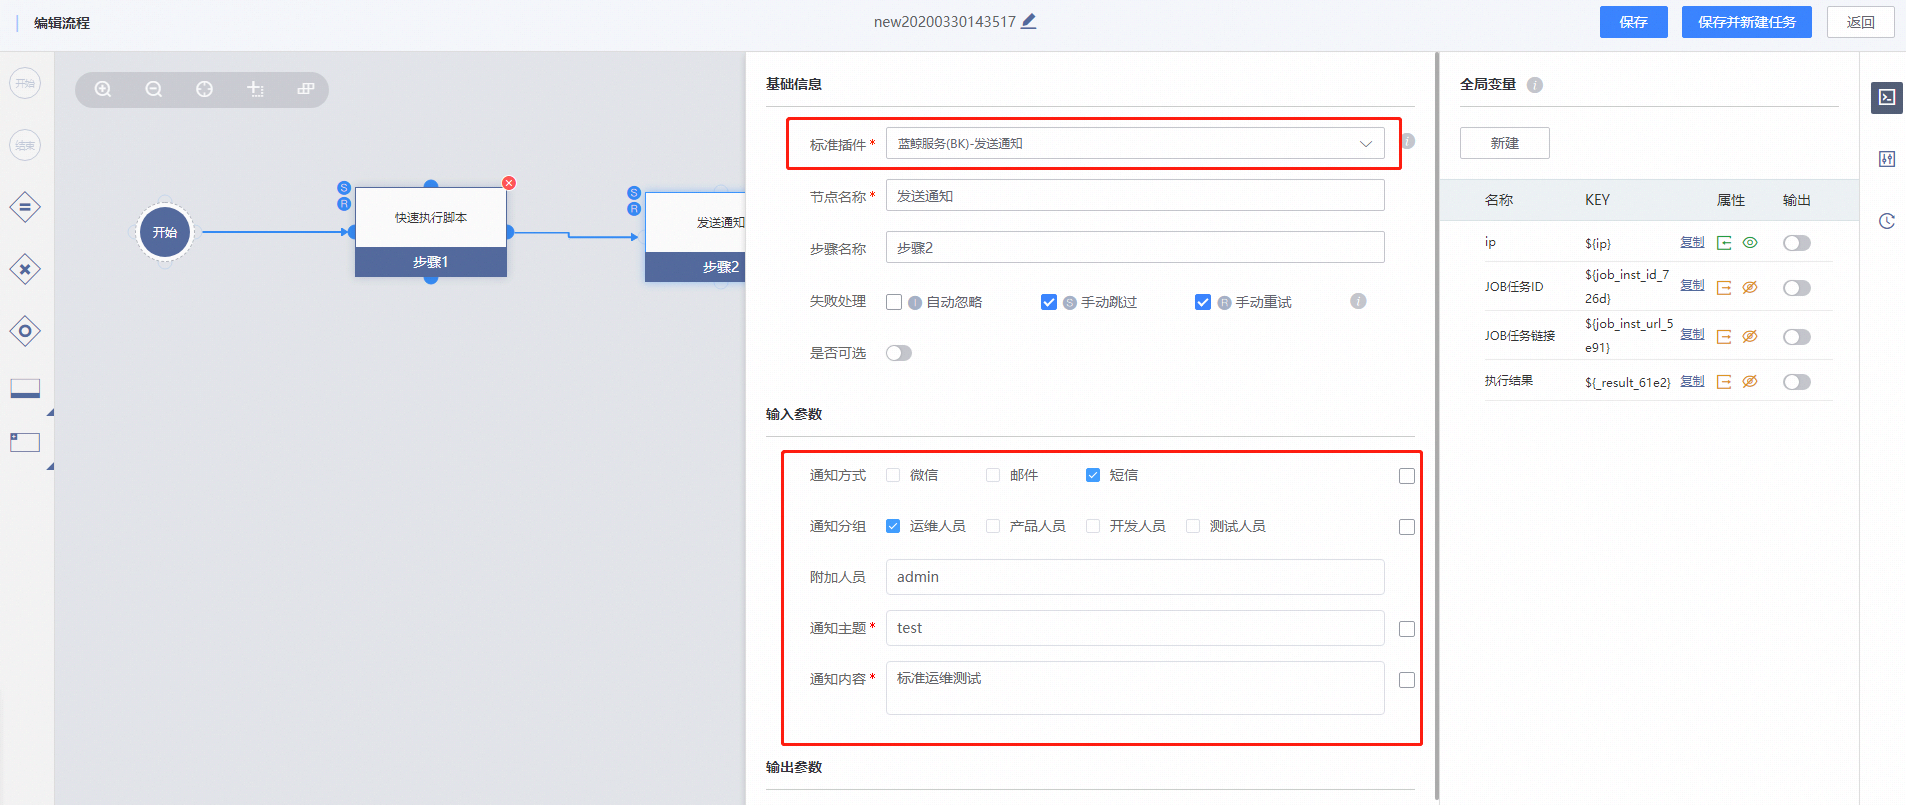 编辑流程
new20200330143517
保存
保存并新建任务
返回
开始
结束
开始
S
R
快速执行脚本
步骤1
S
R
发送通知
步骤2
基础信息
标准插件*
蓝鲸服务(BK)-发送通知
节点名称*
发送通知
步骤名称
步骤2
失败处理
自动忽略
S 手动跳过
R 手动重试
是否可选
输入参数
通知方式
微信
邮件
短信
通知分组
运维人员
产品人员
开发人员
测试人员
附加人员
admin
通知主题*
test
通知内容*
标准运维测试
输出参数
全局变量
新建
名称 KEY 属性 输出
ip ${ip} 复制
JOB任务ID ${job_inst_id_7 复制
26d}
JOB任务链接 ${job_inst_url_5 复制
e91}
执行结果 ${_result_61e2} 复制